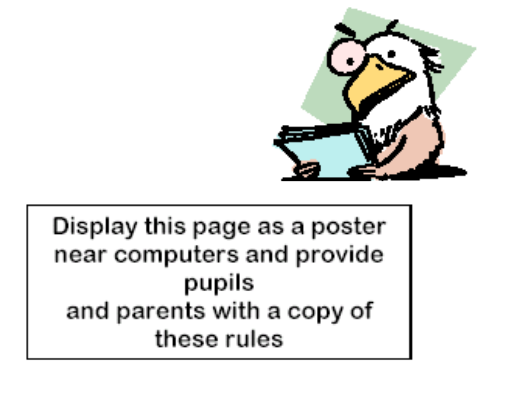 Display this page as a poster
near computers and provide
pupils
and parents with a copy of
these rules